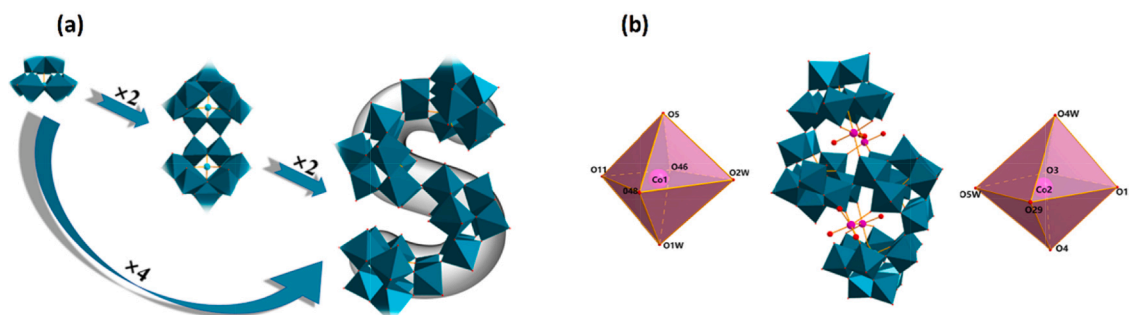 (a)
(b)
×2
×2
×4
O5
O11
O46
Co1
O2W
O48
O1W
O4W
O3
O5W
Co2
O1
O29
O4